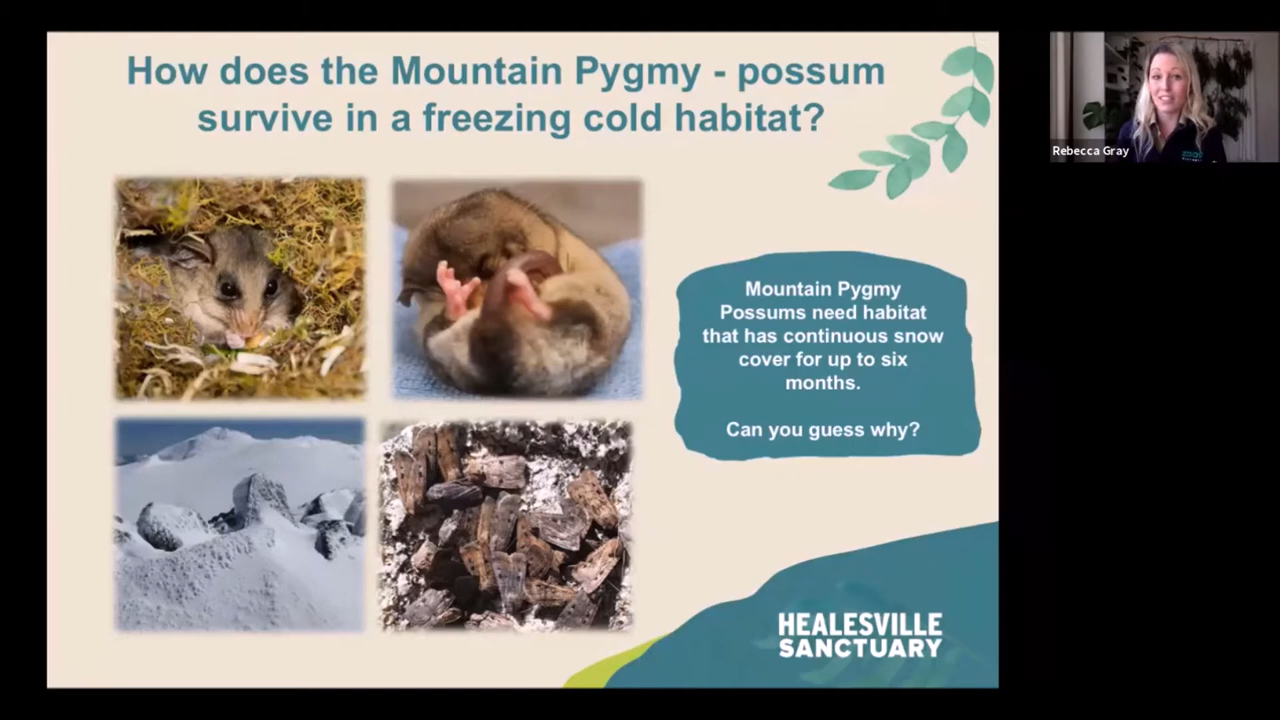 How does the Mountain Pygmy - possum
survive in a freezing cold habitat?
Rebecca Gray
Mountain Pygmy
Possums need habitat
that has continuous snow
cover for up to six
months.
Can you guess why?
HEALESVILLE
SANCTUARY